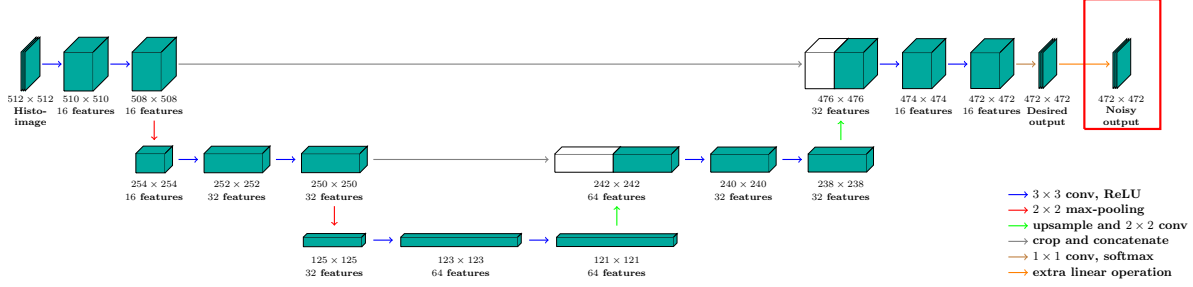 512 × 512
Histo-
image
510 × 510
16 features
508 × 508
16 features
476 × 476
32 features
474 × 474
16 features
472 × 472
16 features
472 × 472
Desired
output
472 × 472
Noisy
output
254 × 254
16 features
252 × 252
32 features
250 × 250
32 features
242 × 242
64 features
240 × 240
32 features
238 × 238
32 features
125 × 125
32 features
123 × 123
64 features
121 × 121
64 features
3 × 3 conv, ReLU
2 × 2 max-pooling
upsample and 2 × 2 conv
crop and concatenate
1 × 1 conv, softmax
extra linear operation